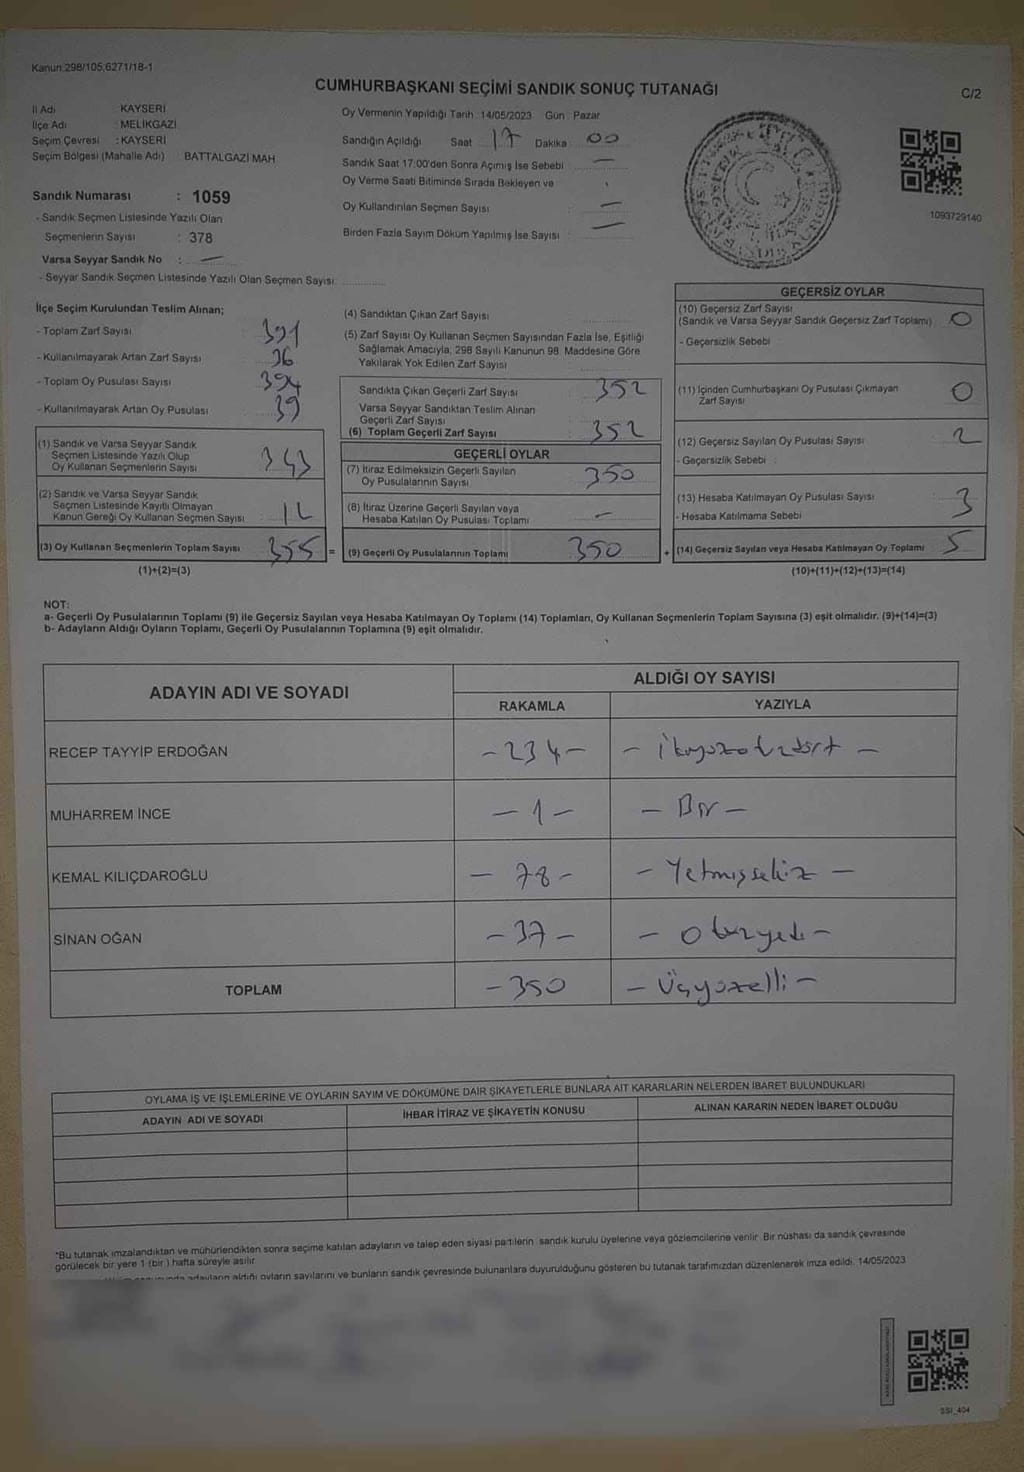 Kanun:298/105;6271/18-1
CUMHURBAŞKANI SEÇİMİ SANDIK SONUÇ TUTANAĞI
C/2
İl Adı : KAYSERİ
İlçe Adı : MELİKGAZİ
Seçim Çevresi : KAYSERİ
Seçim Bölgesi (Mahalle Adı) : BATTALGAZİ MAH.
Sandık Numarası : 1059
- Sandık Seçmen Listesinde Yazılı Olan
Seçmenlerin Sayısı : 378
Varsa Seyyar Sandık No : —
- Seyyar Sandık Seçmen Listesinde Yazılı Olan Seçmen Sayısı: ..............
Oy Vermenin Yapıldığı Tarih : 14/05/2023 Gün : Pazar
Sandığın Açıldığı Saat 17 Dakika 00
Sandık Saat 17:00'den Sonra Açımış İse Sebebi : —
Oy Verme Saati Bitiminde Sırada Bekleyen ve
Oy Kullandırılan Seçmen Sayısı : —
Birden Fazla Sayım Döküm Yapılmış İse Sayısı : —
1093729140
İlçe Seçim Kurulundan Teslim Alınan;
- Toplam Zarf Sayısı 391
- Kullanılmayarak Artan Zarf Sayısı 36
- Toplam Oy Pusulası Sayısı 394
- Kullanılmayarak Artan Oy Pusulası 39
(1) Sandık ve Varsa Seyyar Sandık
Seçmen Listesinde Yazılı Olup
Oy Kullanan Seçmenlerin Sayısı 343
(2) Sandık ve Varsa Seyyar Sandık
Seçmen Listesinde Kayıtlı Olmayan
Kanun Gereği Oy Kullanan Seçmen Sayısı 12
(3) Oy Kullanan Seçmenlerin Toplam Sayısı 355 =
(1)+(2)=(3)
(4) Sandıktan Çıkan Zarf Sayısı :
(5) Zarf Sayısı Oy Kullanan Seçmen Sayısından Fazla İse, Eşitliği
Sağlamak Amacıyla, 298 Sayılı Kanunun 98. Maddesine Göre
Yakılarak Yok Edilen Zarf Sayısı
Sandıkta Çıkan Geçerli Zarf Sayısı : 352
Varsa Seyyar Sandıktan Teslim Alınan
Geçerli Zarf Sayısı
(6) Toplam Geçerli Zarf Sayısı : 352
GEÇERLİ OYLAR
(7) İtiraz Edilmeksizin Geçerli Sayılan
Oy Pusulalarının Sayısı : 350
(8) İtiraz Üzerine Geçerli Sayılan veya
Hesaba Katılan Oy Pusulası Toplamı : —
(9) Geçerli Oy Pusulalarının Toplamı 350 +
GEÇERSİZ OYLAR
(10) Geçersiz Zarf Sayısı
(Sandık ve Varsa Seyyar Sandık Geçersiz Zarf Toplamı) 0
- Geçersizlik Sebebi :
(11) İçinden Cumhurbaşkanı Oy Pusulası Çıkmayan
Zarf Sayısı 0
(12) Geçersiz Sayılan Oy Pusulası Sayısı 2
- Geçersizlik Sebebi :
(13) Hesaba Katılmayan Oy Pusulası Sayısı 3
- Hesaba Katılmama Sebebi :
(14) Geçersiz Sayılan veya Hesaba Katılmayan Oy Toplamı 5
(10)+(11)+(12)+(13)=(14)
NOT:
a- Geçerli Oy Pusulalarının Toplamı (9) ile Geçersiz Sayılan veya Hesaba Katılmayan Oy Toplamı (14) Toplamları, Oy Kullanan Seçmenlerin Toplam Sayısına (3) eşit olmalıdır. (9)+(14)=(3)
b- Adayların Aldığı Oyların Toplamı, Geçerli Oy Pusulalarının Toplamına (9) eşit olmalıdır.
ADAYIN ADI VE SOYADI
ALDIĞI OY SAYISI
RAKAMLA YAZIYLA
RECEP TAYYİP ERDOĞAN - 234 - - ikiyüzotuzdört -
MUHARREM İNCE - 1 - - Bir -
KEMAL KILIÇDAROĞLU - 78 - - Yetmişsekiz -
SİNAN OĞAN - 37 - - Otuzyedi -
TOPLAM - 350 - Üçyüzelli -
OYLAMA İŞ VE İŞLEMLERİNE VE OYLARIN SAYIM VE DÖKÜMÜNE DAİR ŞİKAYETLERLE BUNLARA AİT KARARLARIN NELERDEN İBARET BULUNDUKLARI
ADAYIN ADI VE SOYADI İHBAR İTİRAZ VE ŞİKAYETİN KONUSU ALINAN KARARIN NEDEN İBARET OLDUĞU
*Bu tutanak imzalandıktan ve mühürlendikten sonra seçime katılan adayların ve talep eden siyasi partilerin sandık kurulu üyelerine veya gözlemcilerine verilir. Bir nüshası da sandık çevresinde
görülecek bir yere 1 (bir ) hafta süreyle asılır.
adayların aldığı oyların sayılarını ve bunların sandık çevresinde bulunanlara duyurulduğunu gösteren bu tutanak tarafımızdan düzenlenerek imza edildi. 14/05/2023
SSİ_404